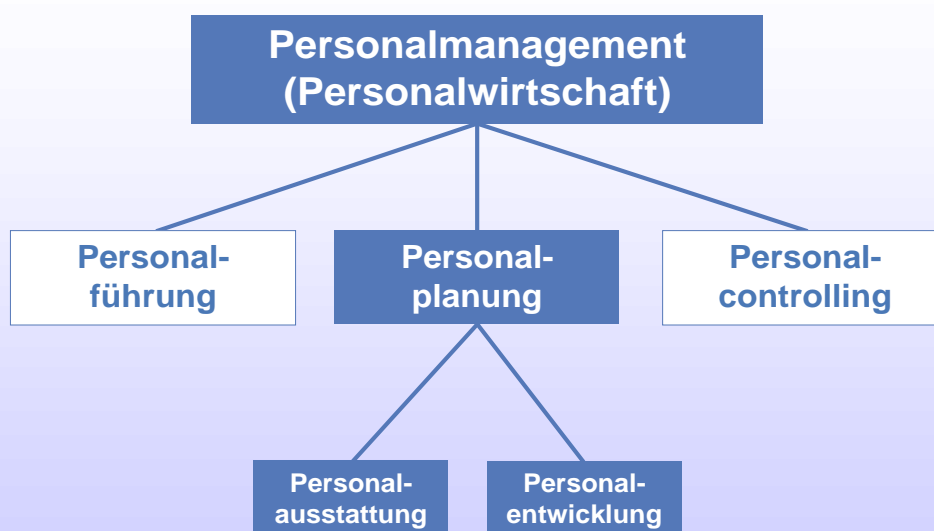 Personalmanagement
(Personalwirtschaft)
Personal-
führung
Personal-
planung
Personal-
controlling
Personal-
ausstattung
Personal-
entwicklung